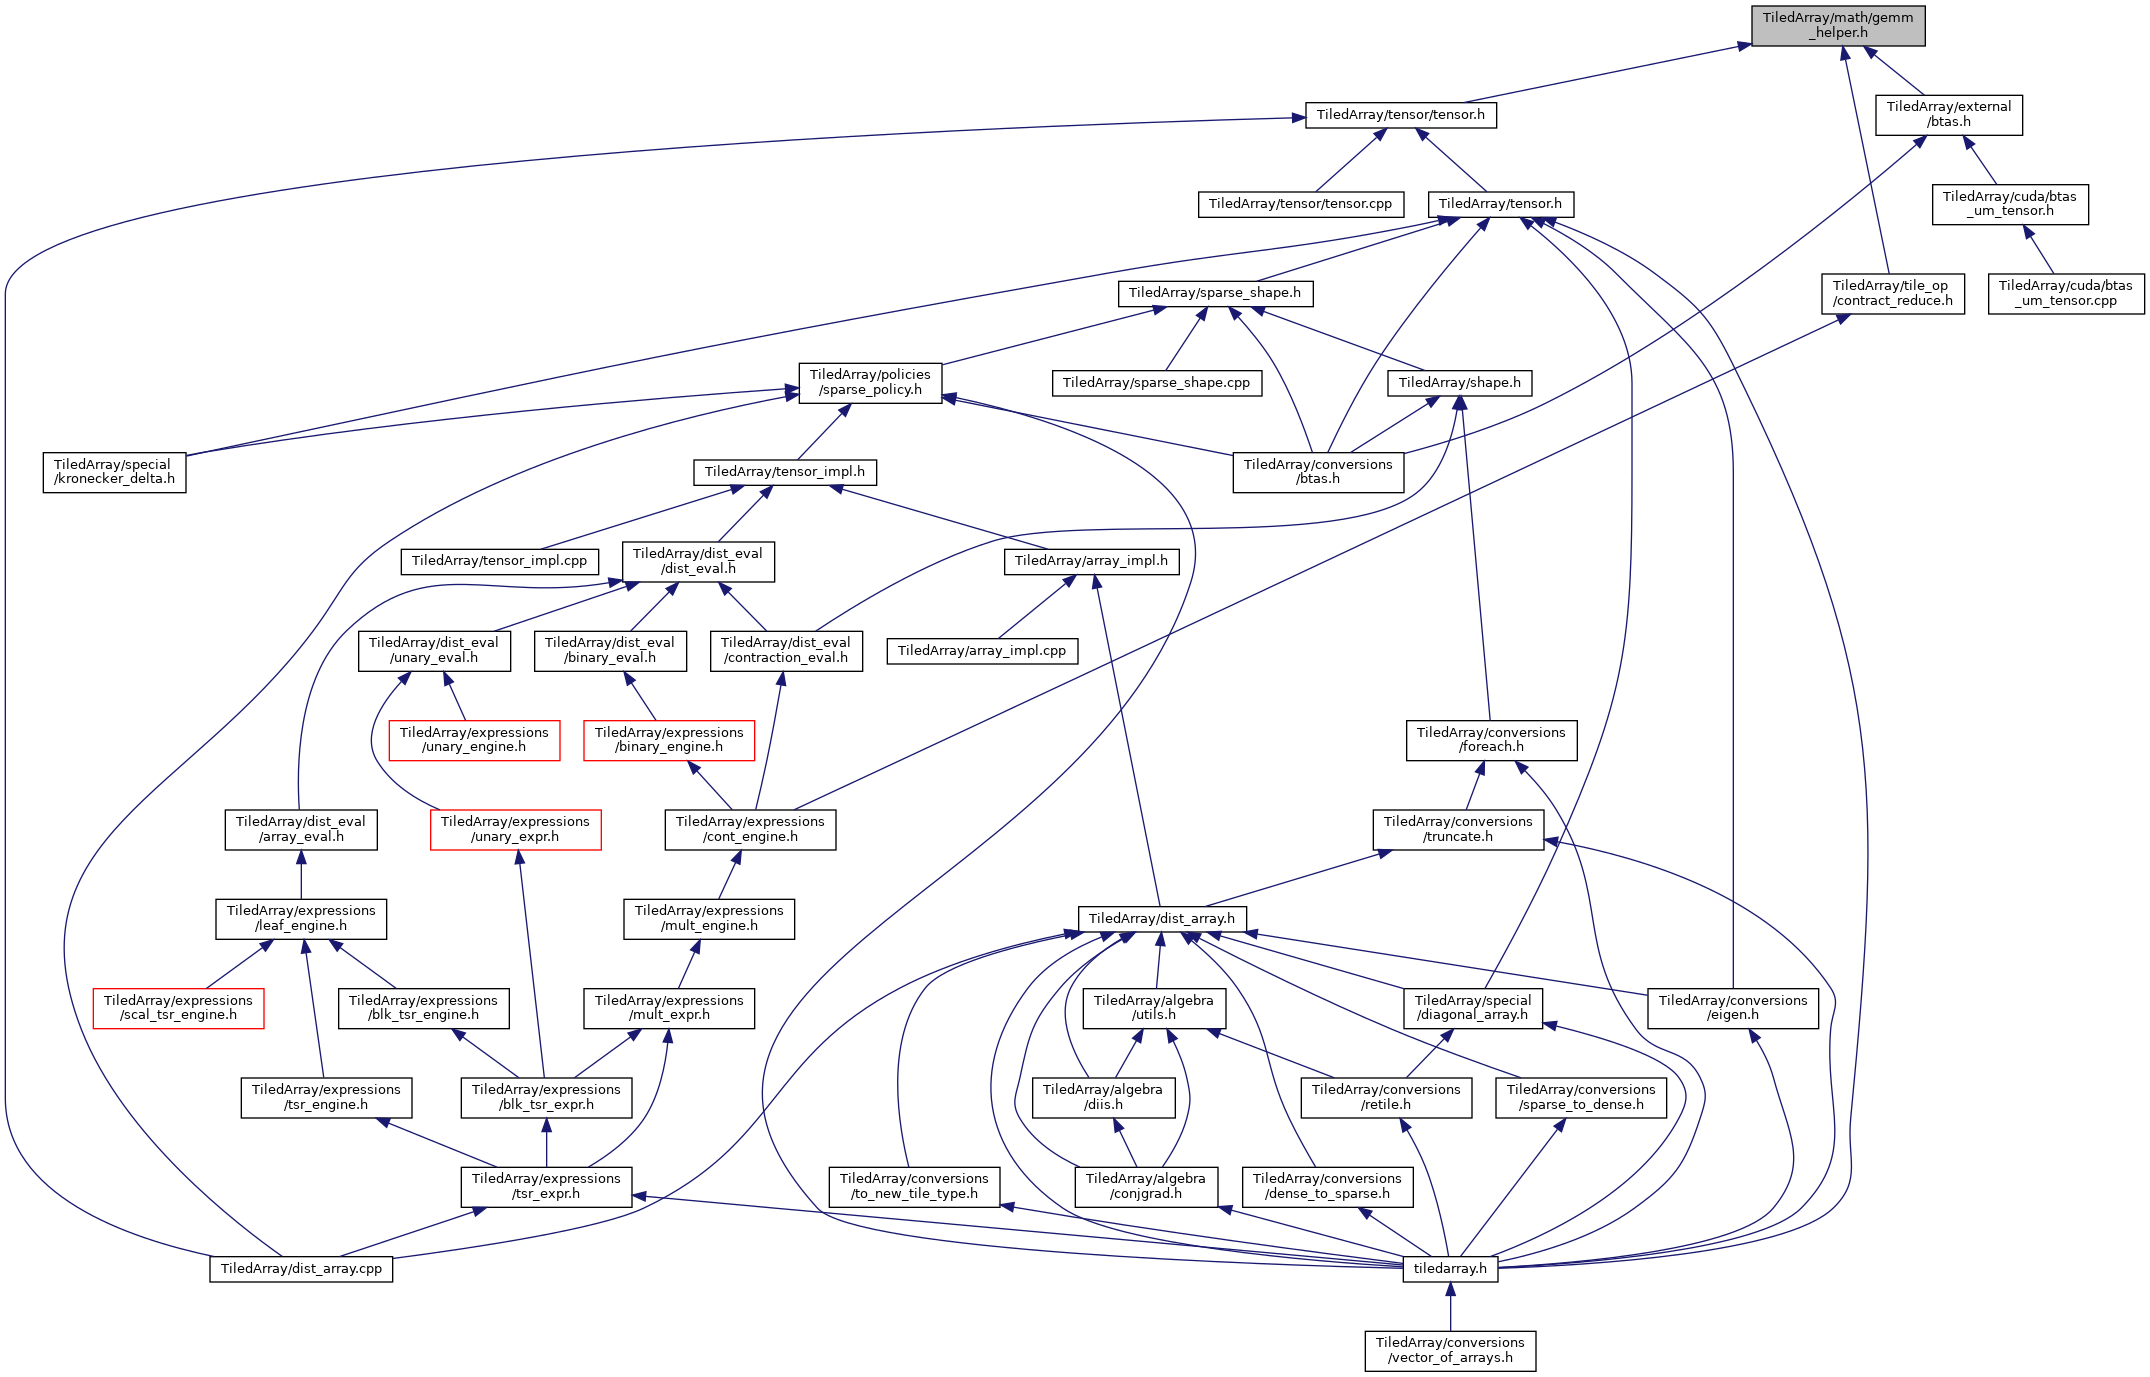 TiledArray/math/gemm
_helper.h
TiledArray/tensor/tensor.h
TiledArray/external
/btas.h
TiledArray/tensor/tensor.cpp
TiledArray/tensor.h
TiledArray/cuda/btas
_um_tensor.h
TiledArray/sparse_shape.h
TiledArray/tile_op
/contract_reduce.h
TiledArray/cuda/btas
_um_tensor.cpp
TiledArray/policies
/sparse_policy.h
TiledArray/sparse_shape.cpp
TiledArray/shape.h
TiledArray/special
/kronecker_delta.h
TiledArray/tensor_impl.h
TiledArray/conversions
/btas.h
TiledArray/tensor_impl.cpp
TiledArray/dist_eval
/dist_eval.h
TiledArray/array_impl.h
TiledArray/dist_eval
/unary_eval.h
TiledArray/dist_eval
/binary_eval.h
TiledArray/dist_eval
/contraction_eval.h
TiledArray/array_impl.cpp
TiledArray/expressions
/unary_engine.h
TiledArray/expressions
/binary_engine.h
TiledArray/conversions
/foreach.h
TiledArray/dist_eval
/array_eval.h
TiledArray/expressions
/unary_expr.h
TiledArray/expressions
/cont_engine.h
TiledArray/conversions
/truncate.h
TiledArray/expressions
/leaf_engine.h
TiledArray/expressions
/mult_engine.h
TiledArray/dist_array.h
TiledArray/expressions
/scal_tsr_engine.h
TiledArray/expressions
/blk_tsr_engine.h
TiledArray/expressions
/mult_expr.h
TiledArray/algebra
/utils.h
TiledArray/special
/diagonal_array.h
TiledArray/conversions
/eigen.h
TiledArray/expressions
/tsr_engine.h
TiledArray/expressions
/blk_tsr_expr.h
TiledArray/algebra
/diis.h
TiledArray/conversions
/retile.h
TiledArray/conversions
/sparse_to_dense.h
TiledArray/expressions
/tsr_expr.h
TiledArray/conversions
/to_new_tile_type.h
TiledArray/algebra
/conjgrad.h
TiledArray/conversions
/dense_to_sparse.h
TiledArray/dist_array.cpp
tiledarray.h
TiledArray/conversions
/vector_of_arrays.h